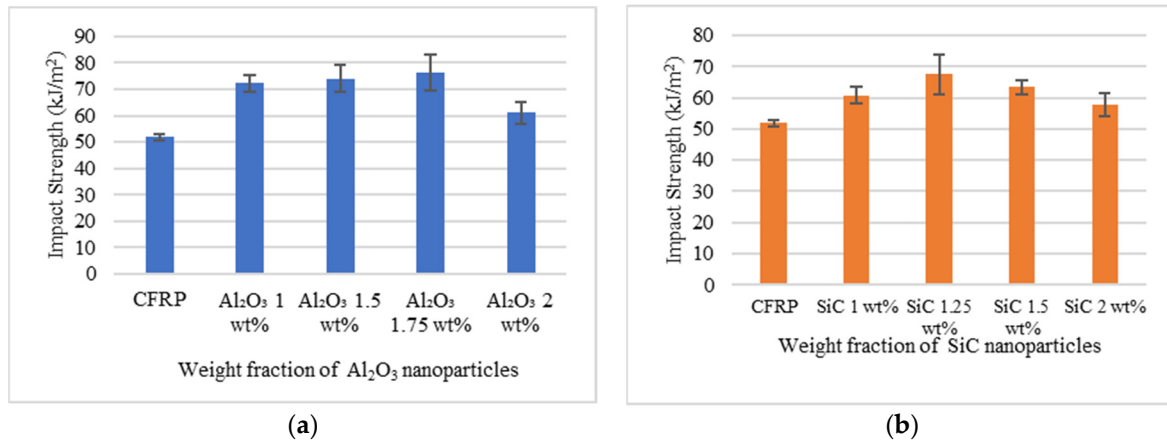 90
80
70
60
50
40
30
20
10
0
Impact Strength (kJ/m²)
CFRP
Al₂O₃ 1
wt%
Al₂O₃ 1.5
wt%
Al₂O₃
1.75 wt%
Al₂O₃ 2
wt%
Weight fraction of Al₂O₃ nanoparticles
(a)
80
70
60
50
40
30
20
10
0
Impact Strength (kJ/m²)
CFRP
SiC 1 wt%
SiC 1.25
wt%
SiC 1.5
wt%
SiC 2 wt%
Weight fraction of SiC nanoparticles
(b)